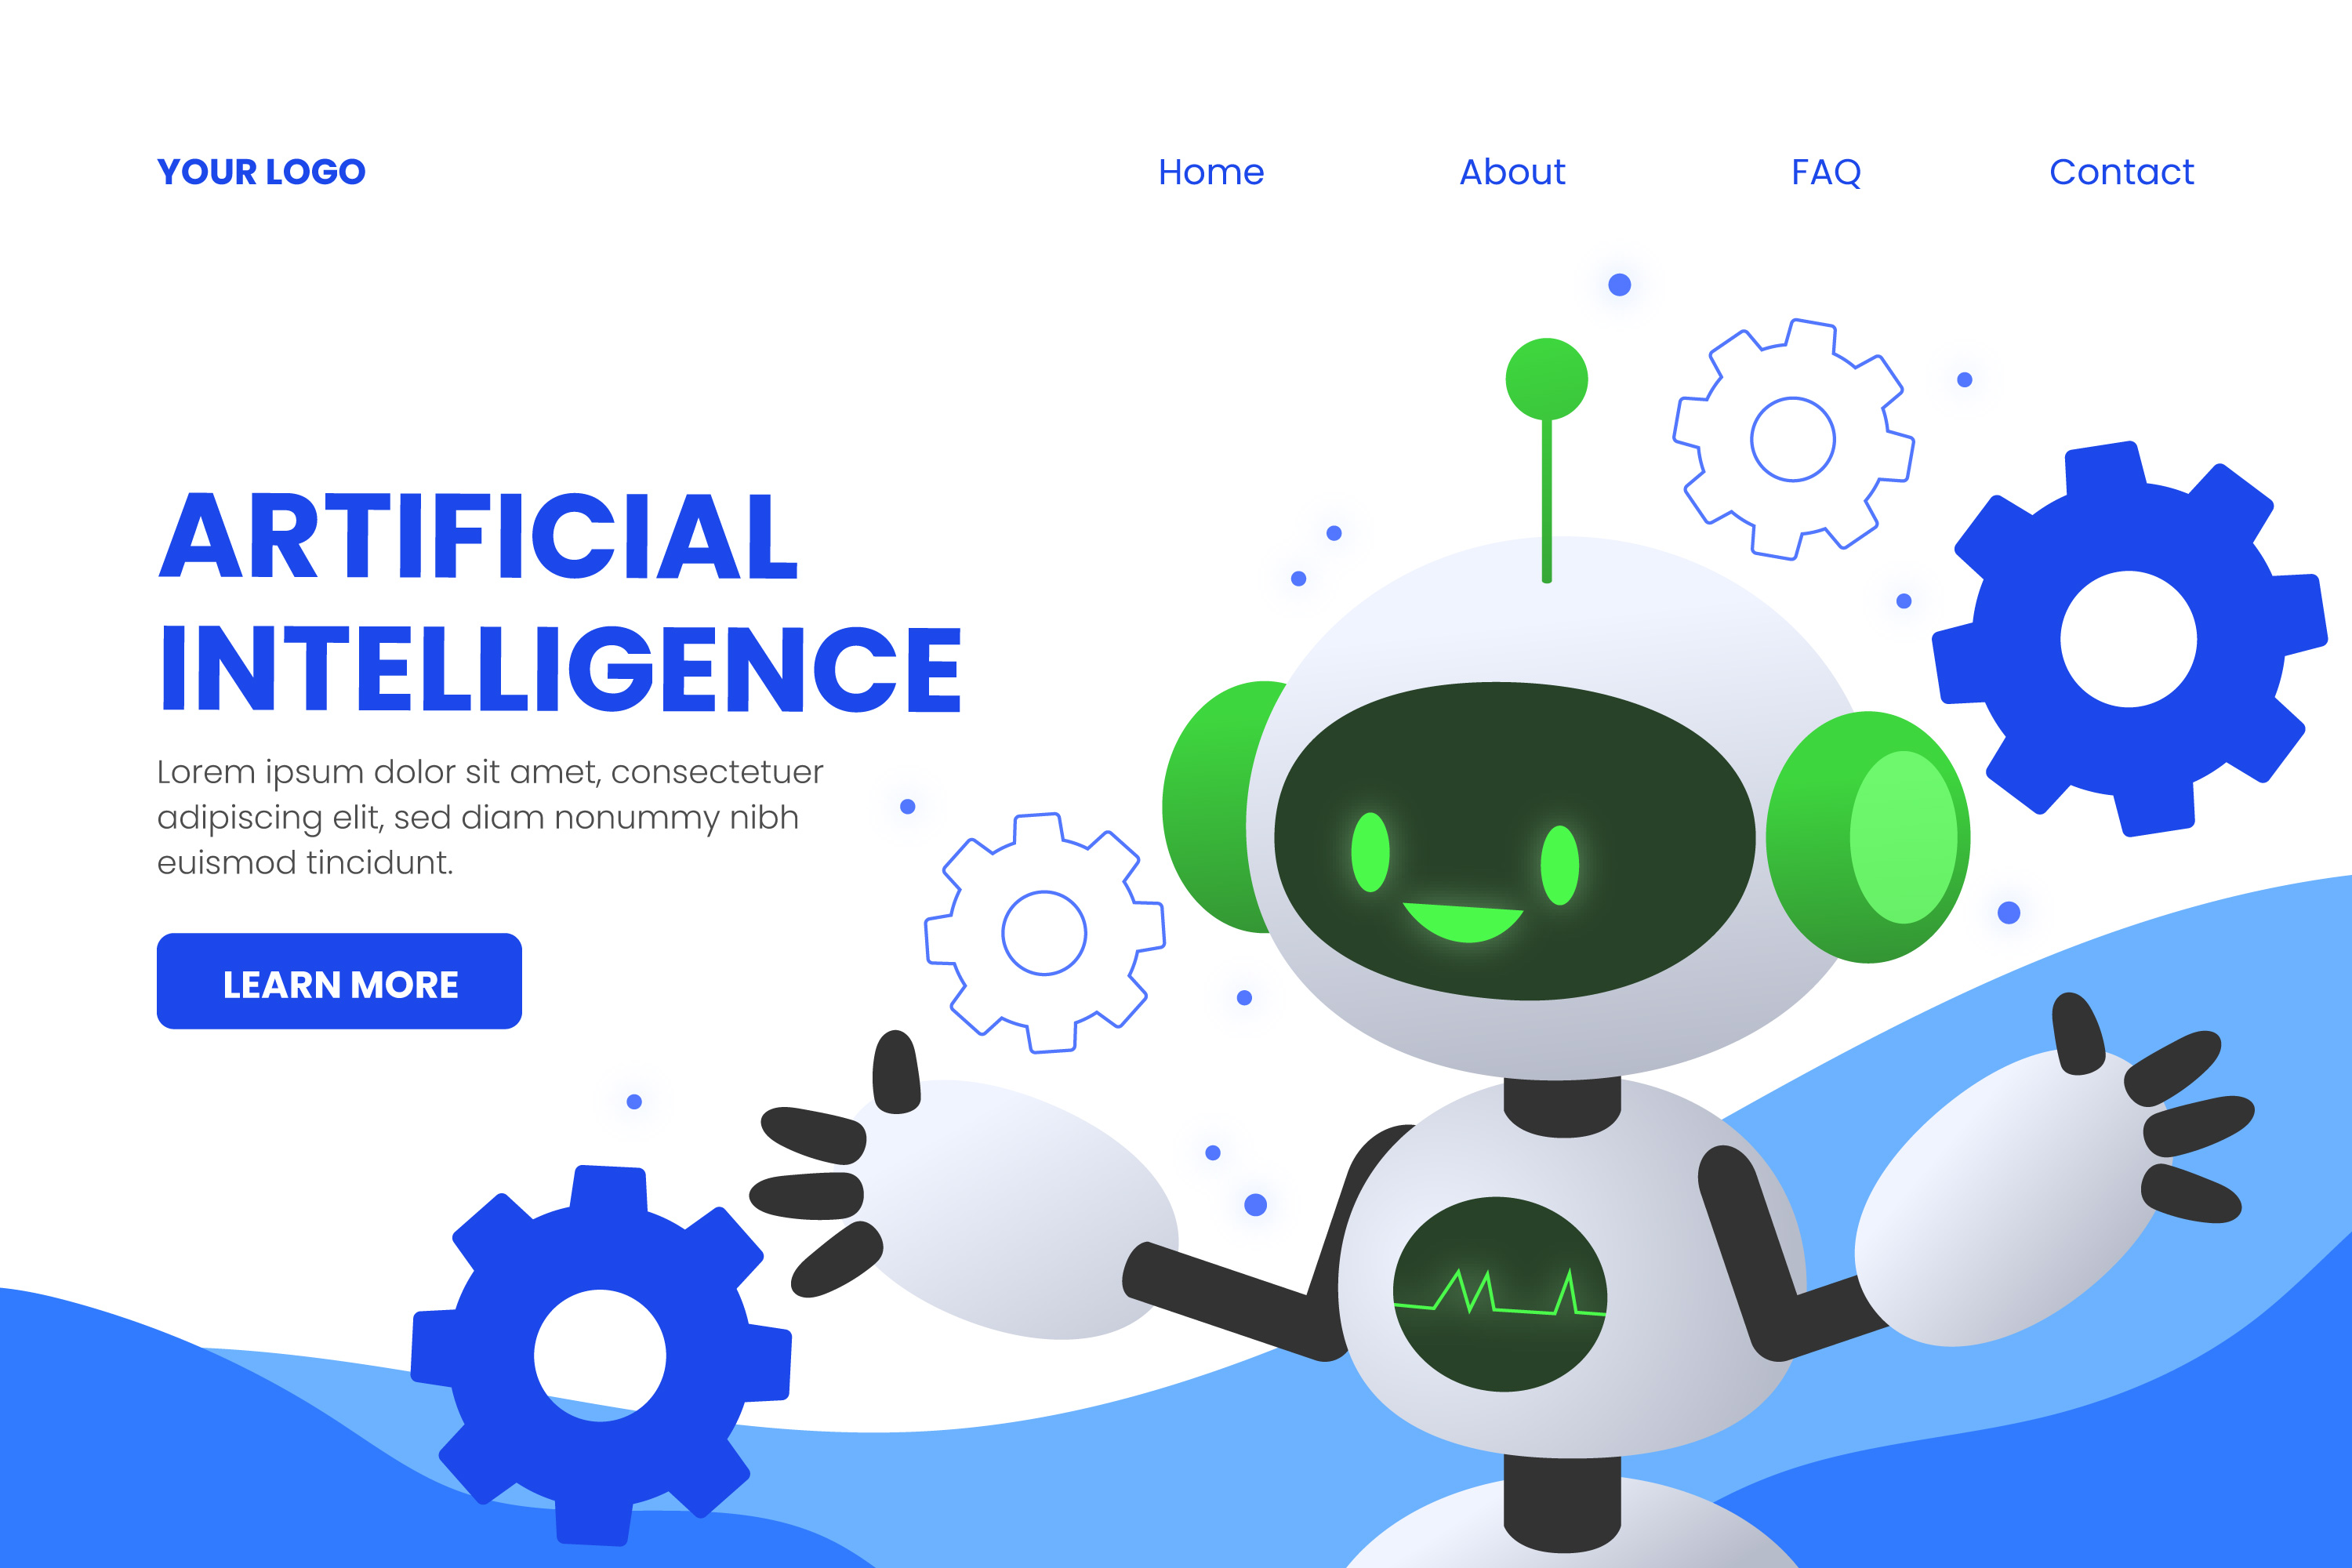 YOUR LOGO
Home About FAQ Contact
ARTIFICIAL
INTELLIGENCE
Lorem ipsum dolor sit amet, consectetuer
adipiscing elit, sed diam nonummy nibh
euismod tincidunt.
LEARN MORE